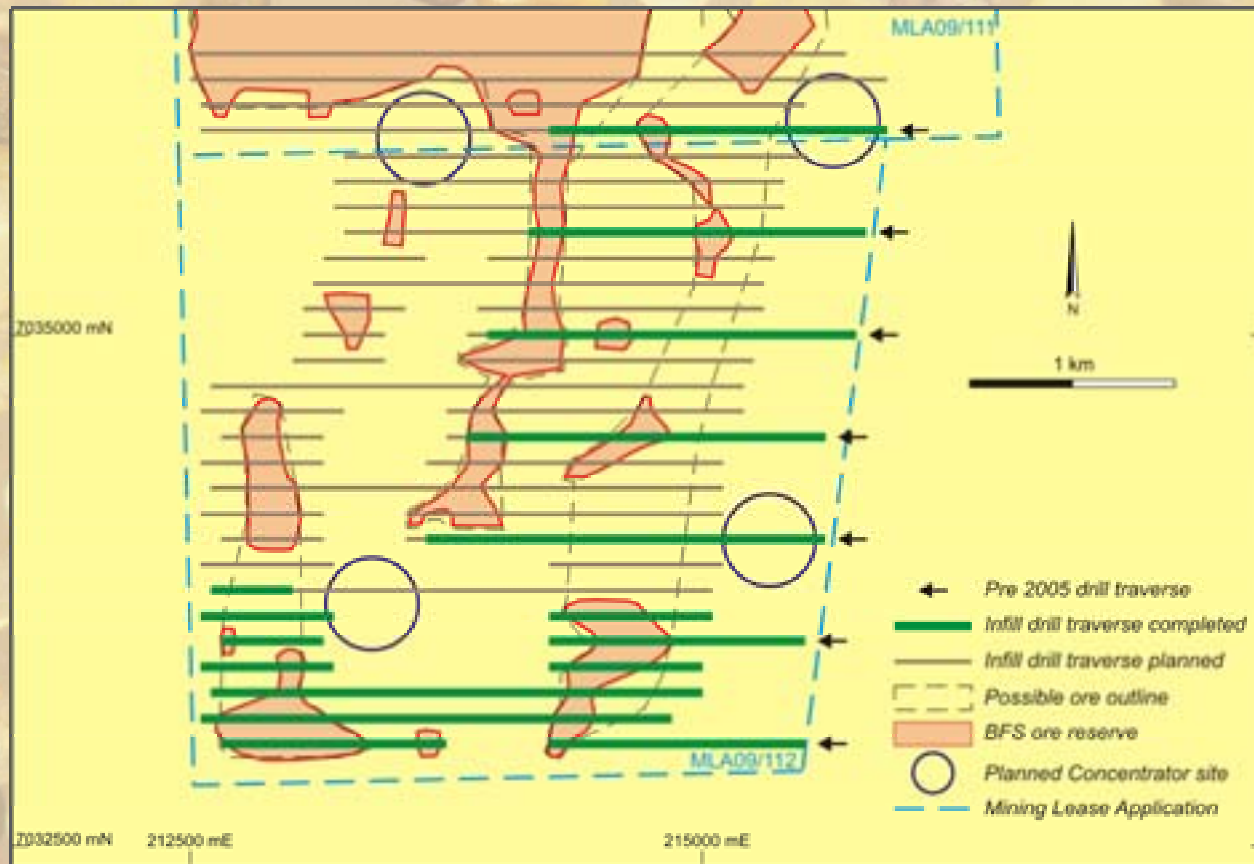 MLA09/111
N
7035000 mN
1 km
Pre 2005 drill traverse
Infill drill traverse completed
Infill drill traverse planned
Possible ore outline
BFS ore reserve
MLA09/112
Planned Concentrator site
Mining Lease Application
7032500 mN
212500 mE
215000 mE